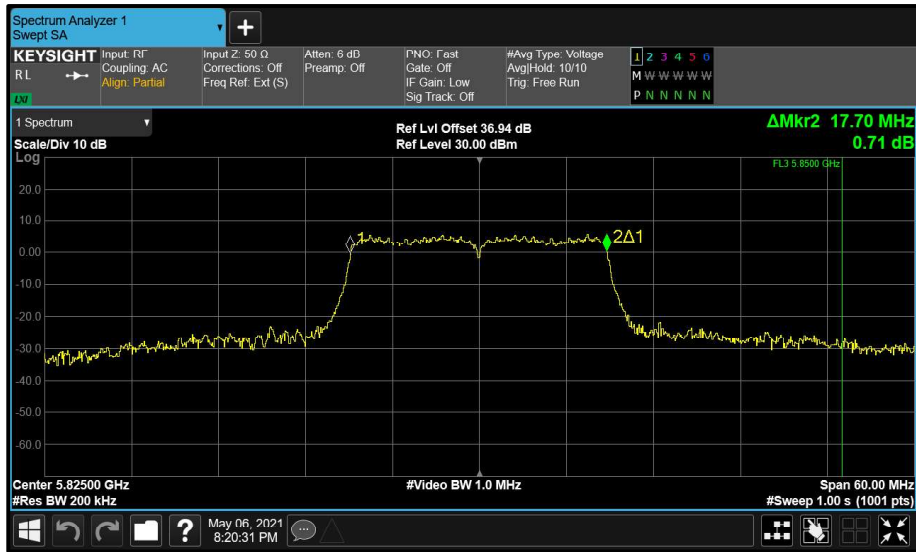 Spectrum Analyzer 1
Swept SA
+
KEYSIGHT
RL
LXI
Input: RF
Coupling: AC
Align: Partial
Input Z: 50 Ω
Corrections: Off
Freq Ref: Ext (S)
Atten: 6 dB
Preamp: Off
PNO: Fast
Gate: Off
IF Gain: Low
Sig Track: Off
#Avg Type: Voltage
Avg|Hold: 10/10
Trig: Free Run
1 2 3 4 5 6
M W W W W W
P N N N N N
1 Spectrum
Scale/Div 10 dB
Ref Lvl Offset 36.94 dB
Ref Level 30.00 dBm
ΔMkr2 17.70 MHz
0.71 dB
Log
FL3 5.8500 GHz
20.0
10.0
1
2Δ1
0.00
-10.0
-20.0
-30.0
-40.0
-50.0
-60.0
Center 5.82500 GHz
#Video BW 1.0 MHz
Span 60.00 MHz
#Res BW 200 kHz
#Sweep 1.00 s (1001 pts)
?
May 06, 2021
8:20:31 PM